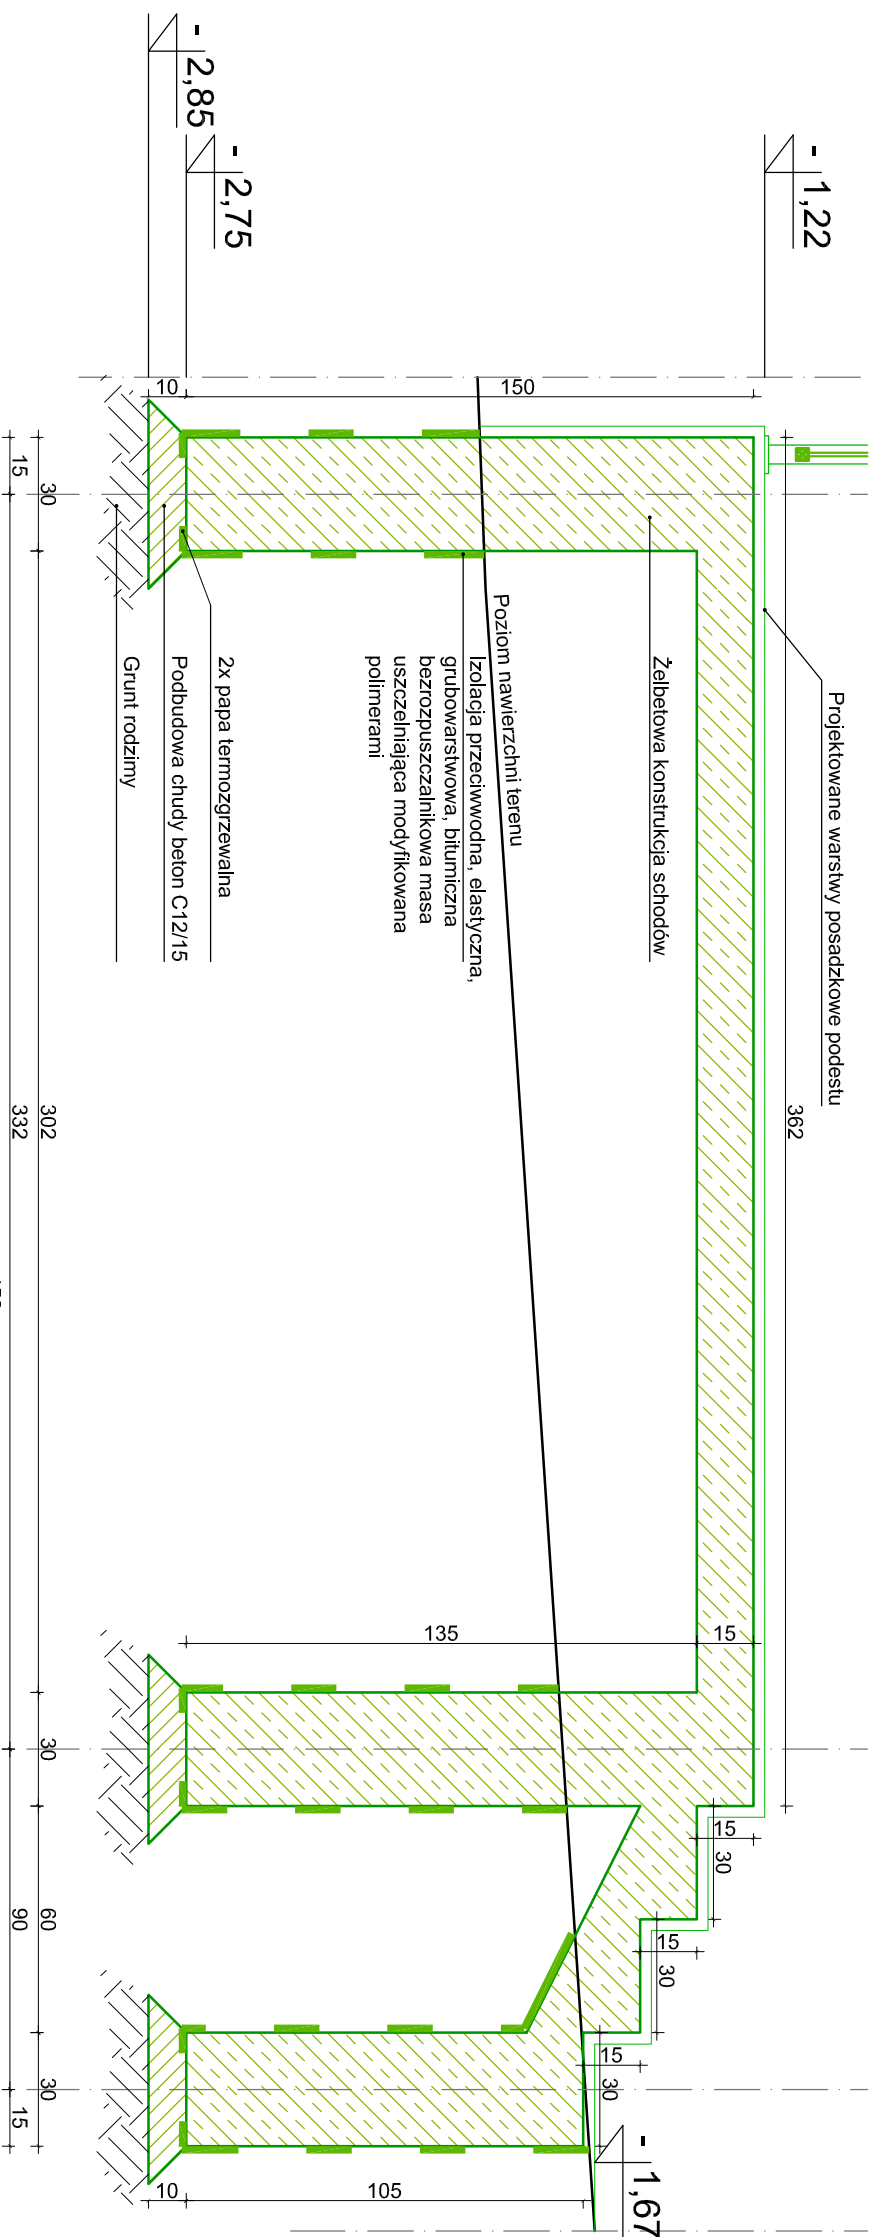 - 2,85
- 2,75
- 1,22
10
150
15
30
Projektowane warstwy posadzkowe podestu
Żelbetowa konstrukcja schodów
Poziom nawierzchni terenu
Izolacja przeciwwodna, elastyczna,
grubowarstwowa, bitumiczna
bezrozpuszczalnikowa masa
uszczelniająca modyfikowana
polimerami
2x papa termozgrzewalna
Podbudowa chudy beton C12/15
Grunt rodzimy
362
302
332
135
15
30
15
30
15
30
15
30
60
90
30
15
10
105
- 1,67